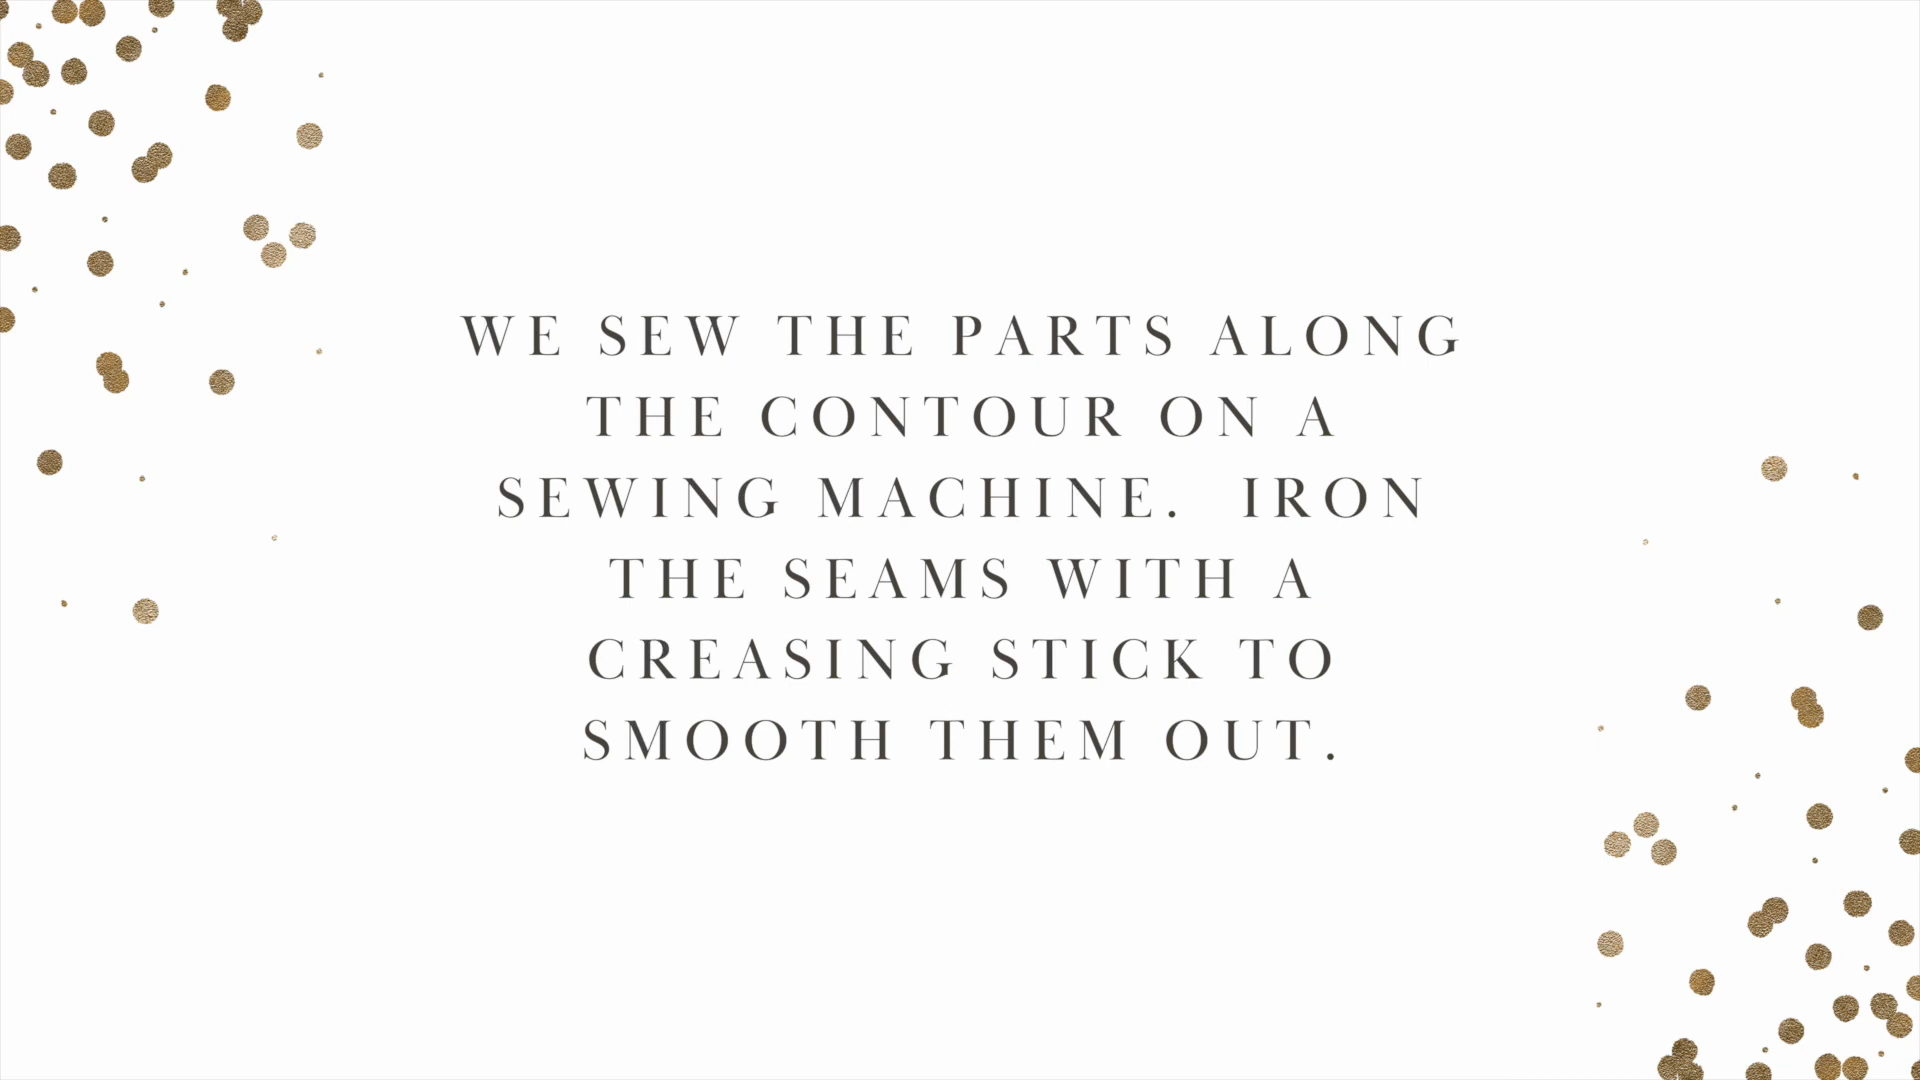 WE SEW THE PARTS ALONG
THE CONTOUR ON A
SEWING MACHINE.  IRON
THE SEAMS WITH A
CREASING STICK TO
SMOOTH THEM OUT.